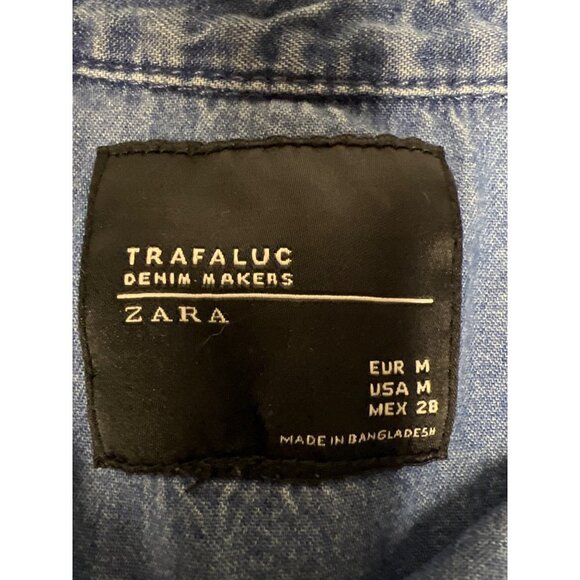 TRAFALUC
DENIM MAKERS
ZARA
EUR M
USA M
MEX 28
MADE IN BANGLADESH